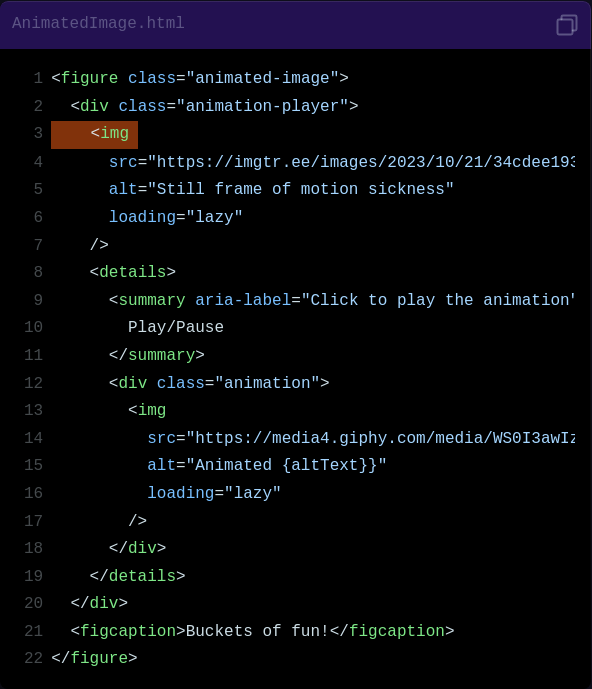 AnimatedImage.html
1 <figure class="animated-image">
2   <div class="animation-player">
3     <img
4       src="https://imgtr.ee/images/2023/10/21/34cdee193
5       alt="Still frame of motion sickness"
6       loading="lazy"
7     />
8     <details>
9       <summary aria-label="Click to play the animation"
10         Play/Pause
11       </summary>
12       <div class="animation">
13         <img
14           src="https://media4.giphy.com/media/WS0I3awIz
15           alt="Animated {altText}}"
16           loading="lazy"
17         />
18       </div>
19     </details>
20   </div>
21   <figcaption>Buckets of fun!</figcaption>
22 </figure>